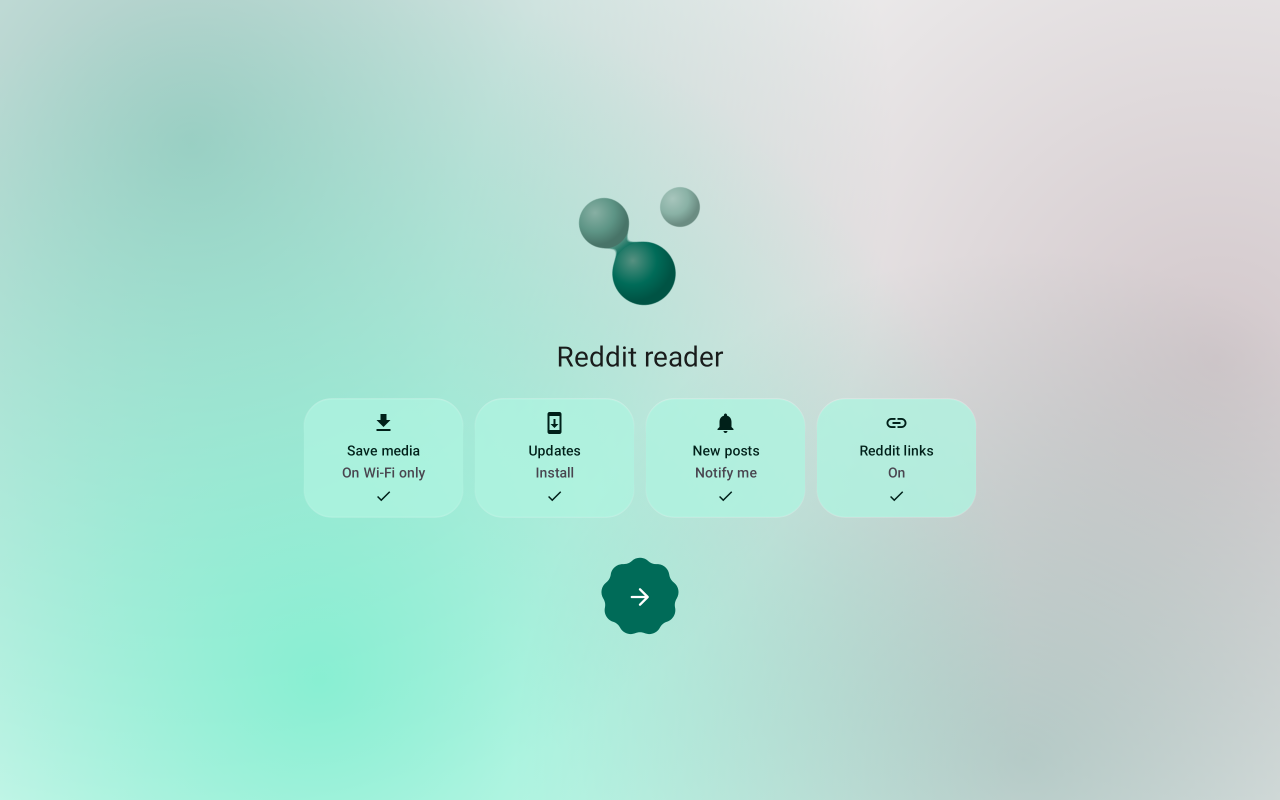 Reddit reader
Save media
On Wi-Fi only
Updates
Install
New posts
Notify me
Reddit links
On